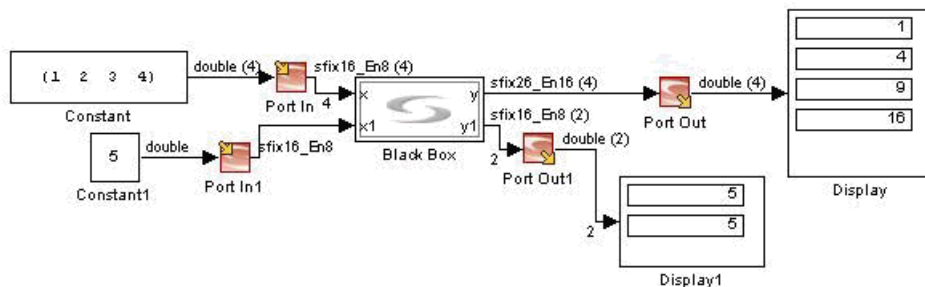 (1 2 3 4)
Constant
double (4)
Port In
sfix16_En8 (4)
4
5
Constant1
double
Port In1
sfix16_En8
x
y
x1
y1
Black Box
sfix26_En16 (4)
sfix16_En8 (2)
2
Port Out1
double (2)
Port Out
double (4)
1
4
9
16
Display
2
5
5
Display1